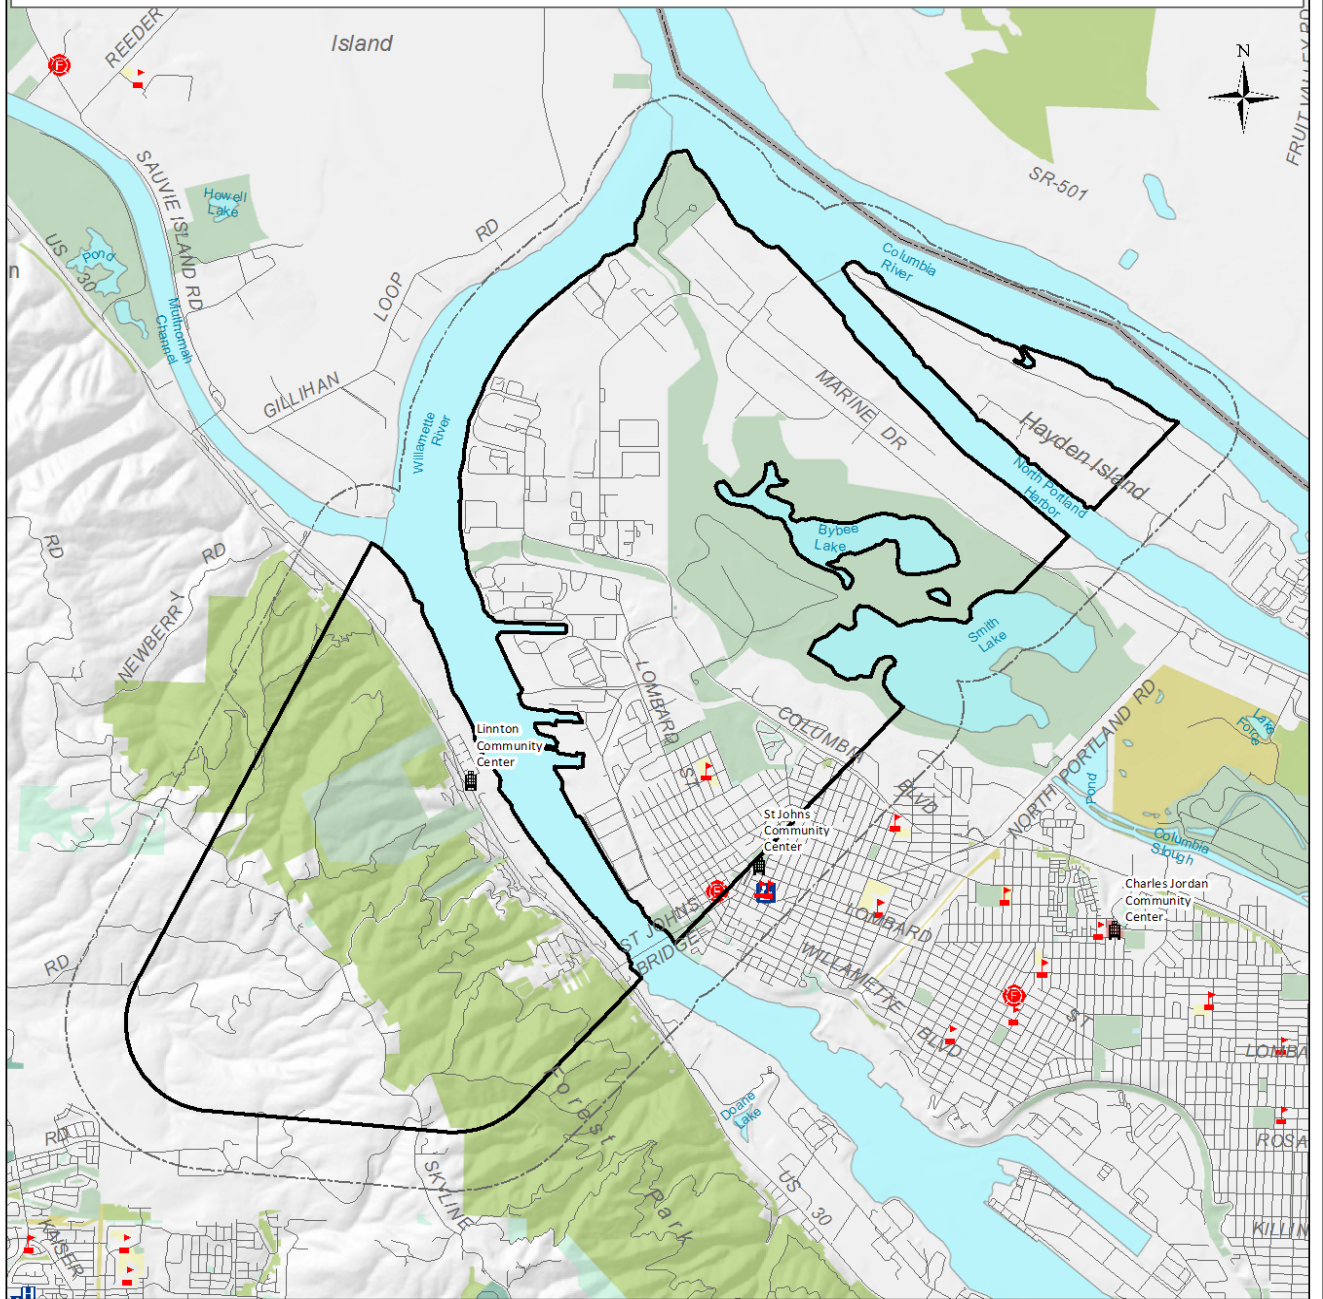 REEDER
Island
N
FRUIT VALLEY RD
SR-501
SAUVIE ISLAND RD
Howell
Lake
US 30
Pond
n
Multnomah
Channel
LOOP
RD
GILLIHAN
Columbia
River
Willamette
River
MARINE DR
Hayden Island
North Portland
Harbor
Bybee
Lake
Smith
Lake
RD
NEWBERRY
RD
LOMBARD
ST
COLUMBIA
BLVD
NORTH PORTLAND RD
Lake
Force
Pond
Columbia
Slough
Linnton
Community
Center
St Johns
Community
Center
Charles Jordan
Community
Center
F
ST JOHNS
BRIDGE
LOMBARD
ST
WILLAMETTE
BLVD
RD
Forest
Park
Doane
Lake
US 30
RD
SKYLINE
KAISER
LOMBA
ROSA
KILLIN
H
F
F